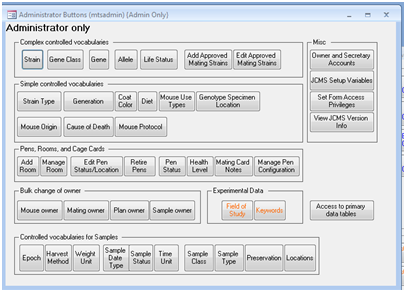 Administrator Buttons (mtsadmin) (Admin Only)
Administrator only
Complex controlled vocabularies
Strain
Gene Class
Gene
Allele
Life Status
Add Approved
Mating Strains
Edit Approved
Mating Strains
Misc
Owner and Secretary
Accounts
JCMS Setup Variables
Set Form Access
Privileges
View JCMS Version
Info
Simple controlled vocabularies
Strain Type
Generation
Coat
Color
Diet
Mouse Use
Types
Genotype Specimen
Location
Mouse Origin
Cause of Death
Mouse Protocol
Pens, Rooms, and Cage Cards
Add
Room
Manage
Room
Edit Pen
Status/Location
Retire
Pens
Pen
Status
Health
Level
Mating Card
Notes
Manage Pen
Configuration
Bulk change of owner
Mouse owner
Mating owner
Plan owner
Sample owner
Experimental Data
Field of
Study
Keywords
Access to primary
data tables
Controlled vocabularies for Samples
Epoch
Harvest
Method
Weight
Unit
Sample
Date
Type
Sample
Status
Time
Unit
Sample
Class
Sample
Type
Preservation
Locations